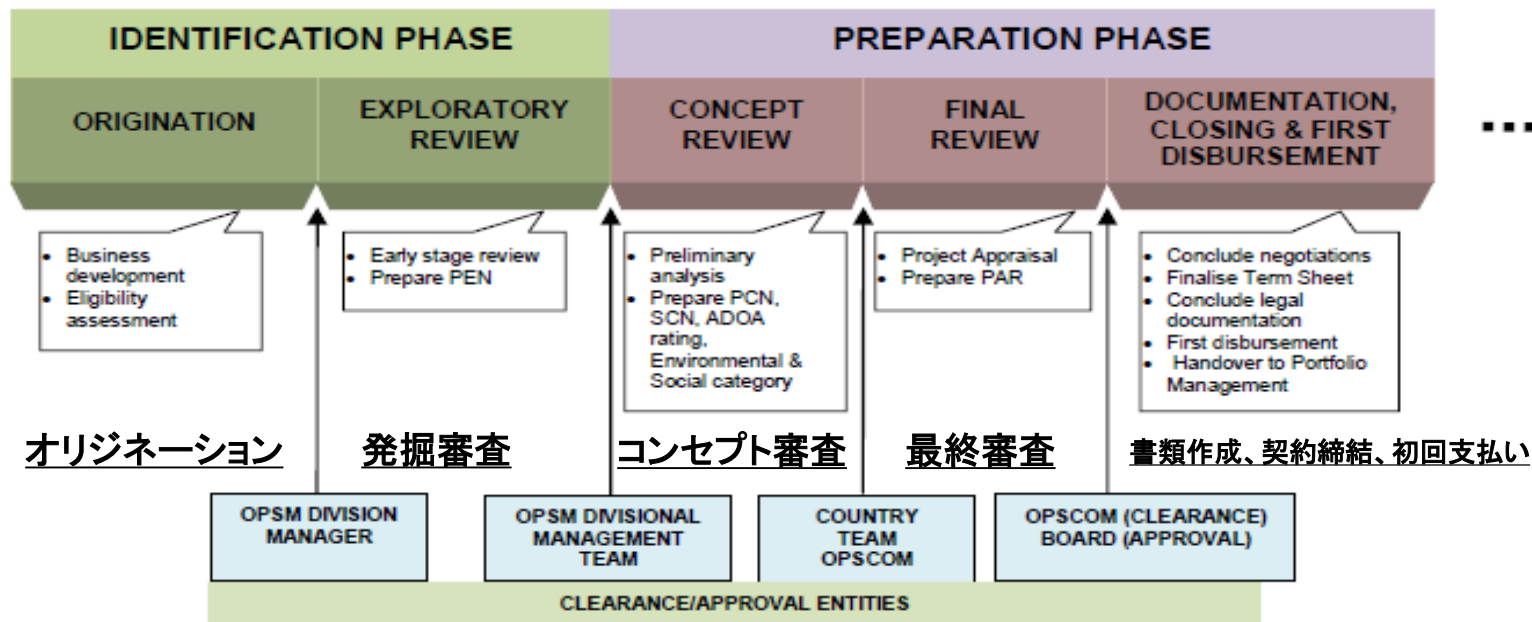 IDENTIFICATION PHASE
PREPARATION PHASE
ORIGINATION
EXPLORATORY
REVIEW
CONCEPT
REVIEW
FINAL
REVIEW
DOCUMENTATION,
CLOSING & FIRST
DISBURSEMENT
...
• Business
development
• Eligibility
assessment
• Early stage review
• Prepare PEN
• Preliminary
analysis
• Prepare PCN,
SCN, ADOA
rating,
Environmental &
Social category
• Project Appraisal
• Prepare PAR
• Conclude negotiations
• Finalise Term Sheet
• Conclude legal
documentation
• First disbursement
• Handover to Portfolio
Management
オリジネーション
発掘審査
コンセプト審査
最終審査
書類作成、契約締結、初回支払い
OPSM DIVISION
MANAGER
OPSM DIVISIONAL
MANAGEMENT
TEAM
COUNTRY
TEAM
OPSCOM
OPSCOM (CLEARANCE)
BOARD (APPROVAL)
CLEARANCE/APPROVAL ENTITIES